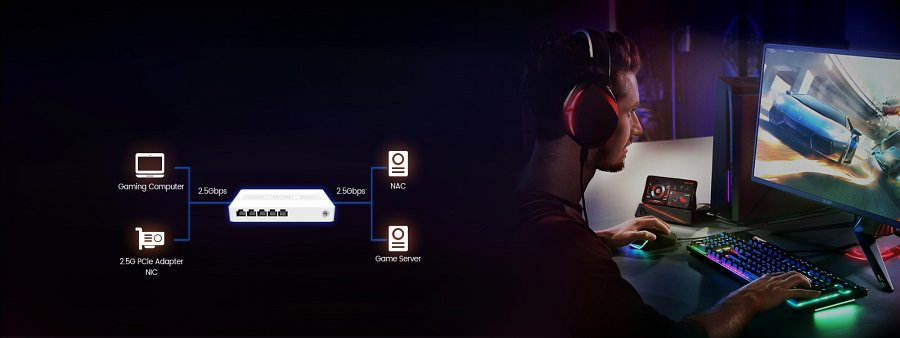 Gaming Computer
2.5Gbps
2.5G PCIe Adapter
NIC
2.5Gbps
NAC
Game Server